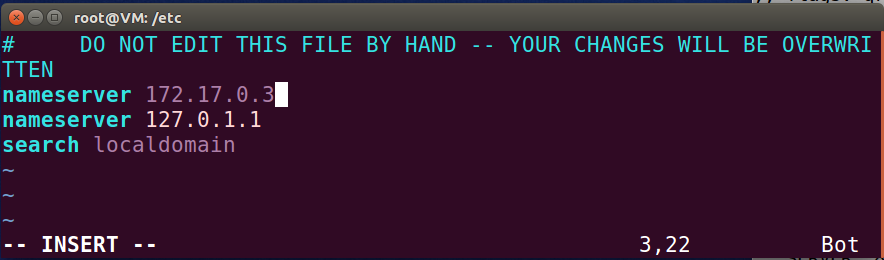 root@VM: /etc
#     DO NOT EDIT THIS FILE BY HAND -- YOUR CHANGES WILL BE OVERWRI
TTEN
nameserver 172.17.0.3
nameserver 127.0.1.1
search localdomain
~
~
~
-- INSERT --                                      3,22          Bot